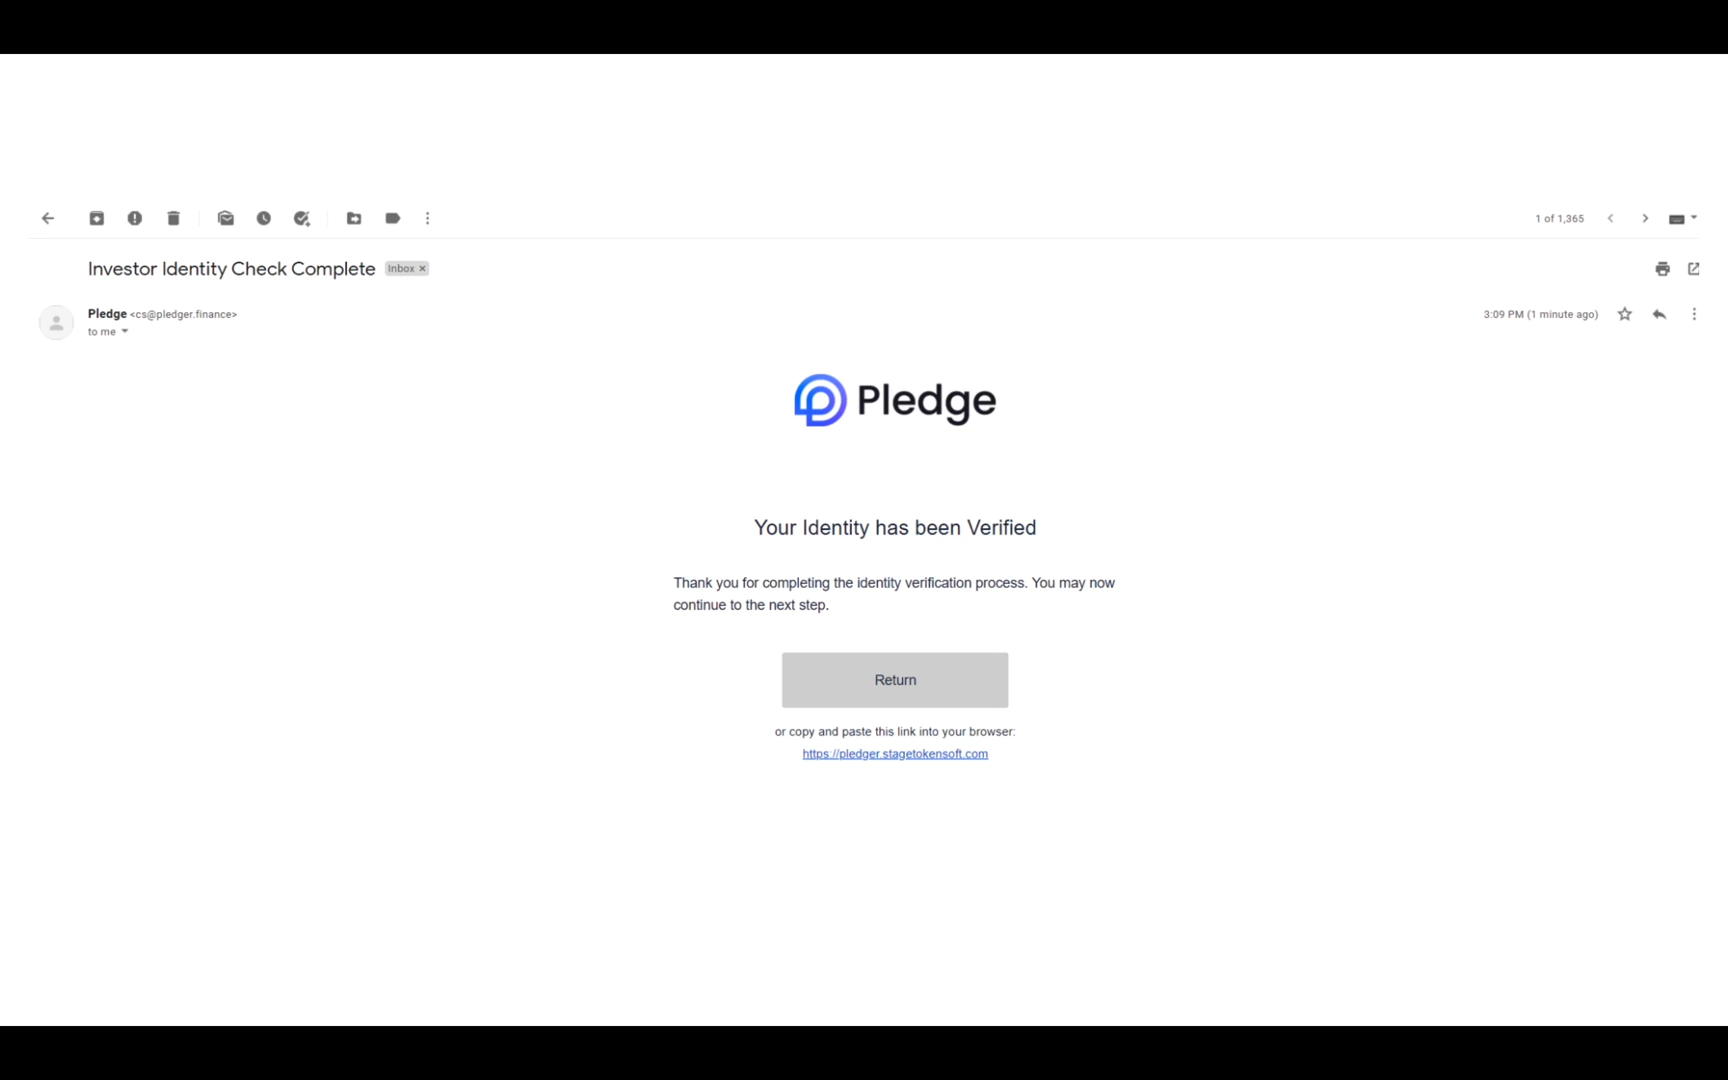 1 of 1,365
Investor Identity Check Complete Inbox ×
Pledge <cs@pledger.finance> 3:09 PM (1 minute ago)
to me
Pledge
Your Identity has been Verified
Thank you for completing the identity verification process. You may now
continue to the next step.
Return
or copy and paste this link into your browser:
https://pledger.stagetokensoft.com